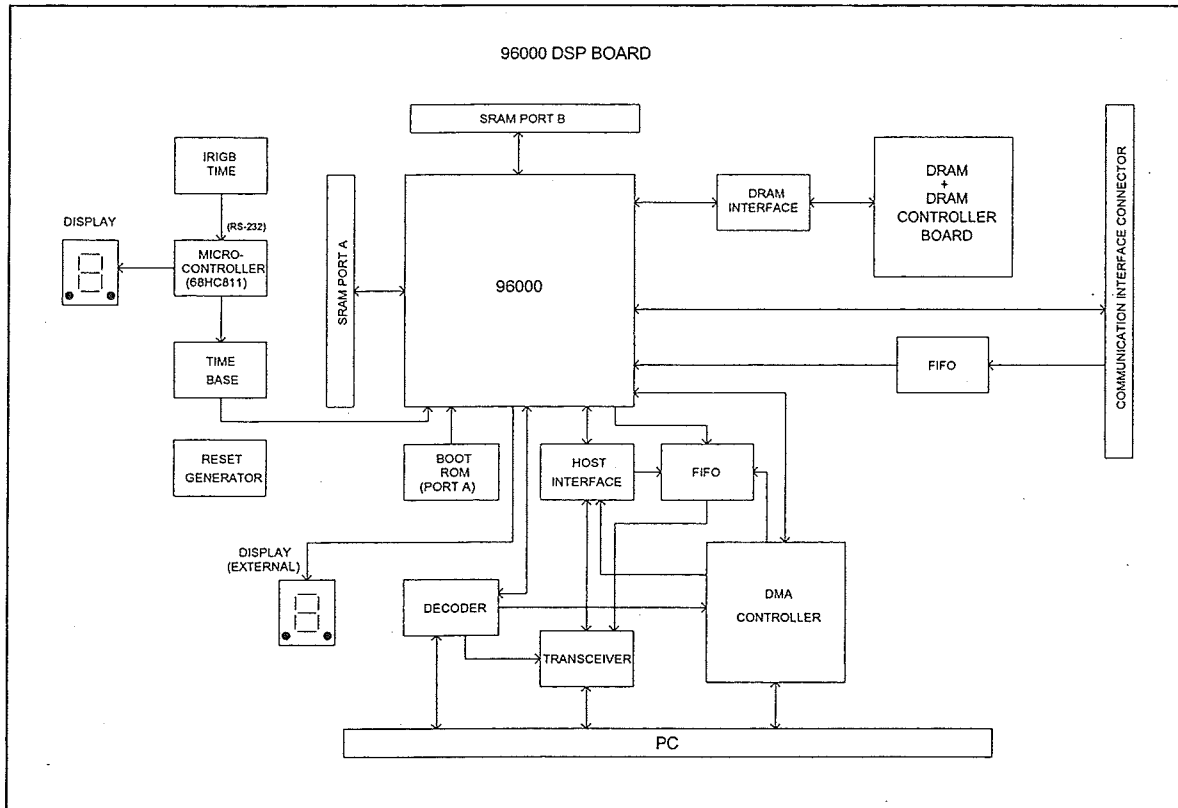 96000 DSP BOARD
SRAM PORT B
IRIGB
TIME
(RS-232)
DISPLAY
MICRO-
CONTROLLER
(68HC811)
TIME
BASE
RESET
GENERATOR
SRAM PORT A
96000
DRAM
INTERFACE
DRAM
+
DRAM
CONTROLLER
BOARD
COMMUNICATION INTERFACE CONNECTOR
FIFO
BOOT
ROM
(PORT A)
HOST
INTERFACE
FIFO
DISPLAY
(EXTERNAL)
DECODER
TRANSCEIVER
DMA
CONTROLLER
PC